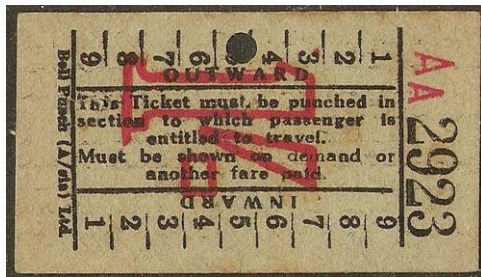 AA 2923
1 2 3 4 5 6 7 8 9
OUTWARD
This Ticket must be punched in
section to which passenger is
entitled to travel.
Must be shown on demand or
another fare paid.
INWARD
1 2 3 4 5 6 7 8 9
Bell Punch (A/sia) Ltd.